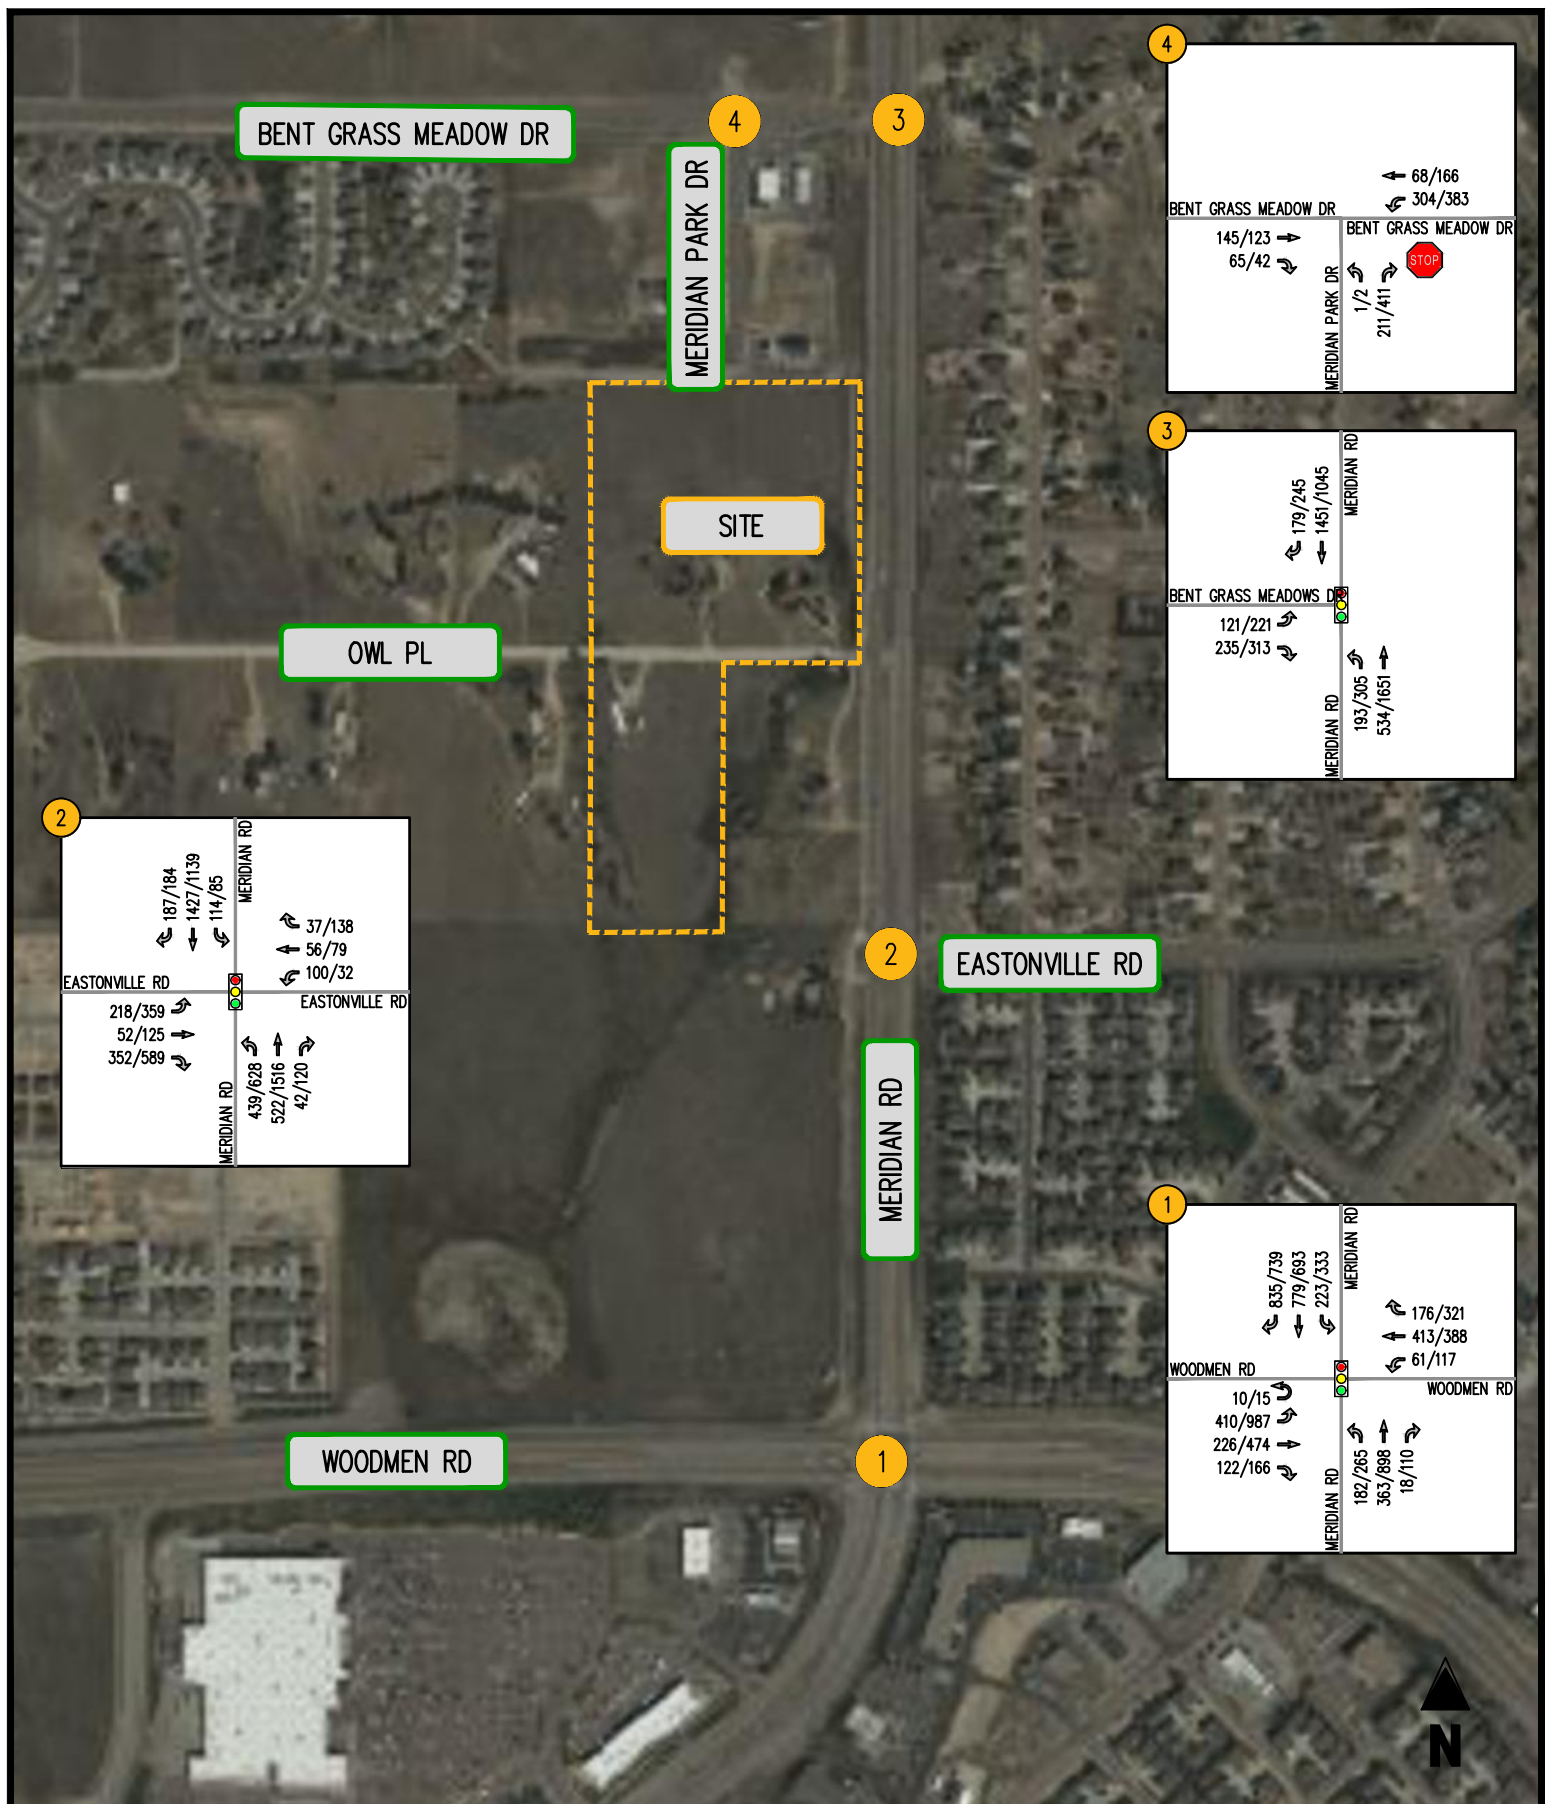 BENT GRASS MEADOW DR
4
3
MERIDIAN PARK DR
SITE
OWL PL
2
EASTONVILLE RD
MERIDIAN RD
WOODMEN RD
1
4
68/166
304/383
BENT GRASS MEADOW DR
BENT GRASS MEADOW DR
145/123
65/42
STOP
MERIDIAN PARK DR
1/2
211/411
3
MERIDIAN RD
179/245
1451/1045
BENT GRASS MEADOWS DR
121/221
235/313
MERIDIAN RD
193/305
534/1651
2
MERIDIAN RD
187/184
1427/1139
114/85
37/138
56/79
100/32
EASTONVILLE RD
EASTONVILLE RD
218/359
52/125
352/589
MERIDIAN RD
439/628
522/1516
42/120
1
MERIDIAN RD
835/739
779/693
223/333
176/321
413/388
61/117
WOODMEN RD
WOODMEN RD
10/15
410/987
226/474
122/166
MERIDIAN RD
182/265
363/898
18/110
N